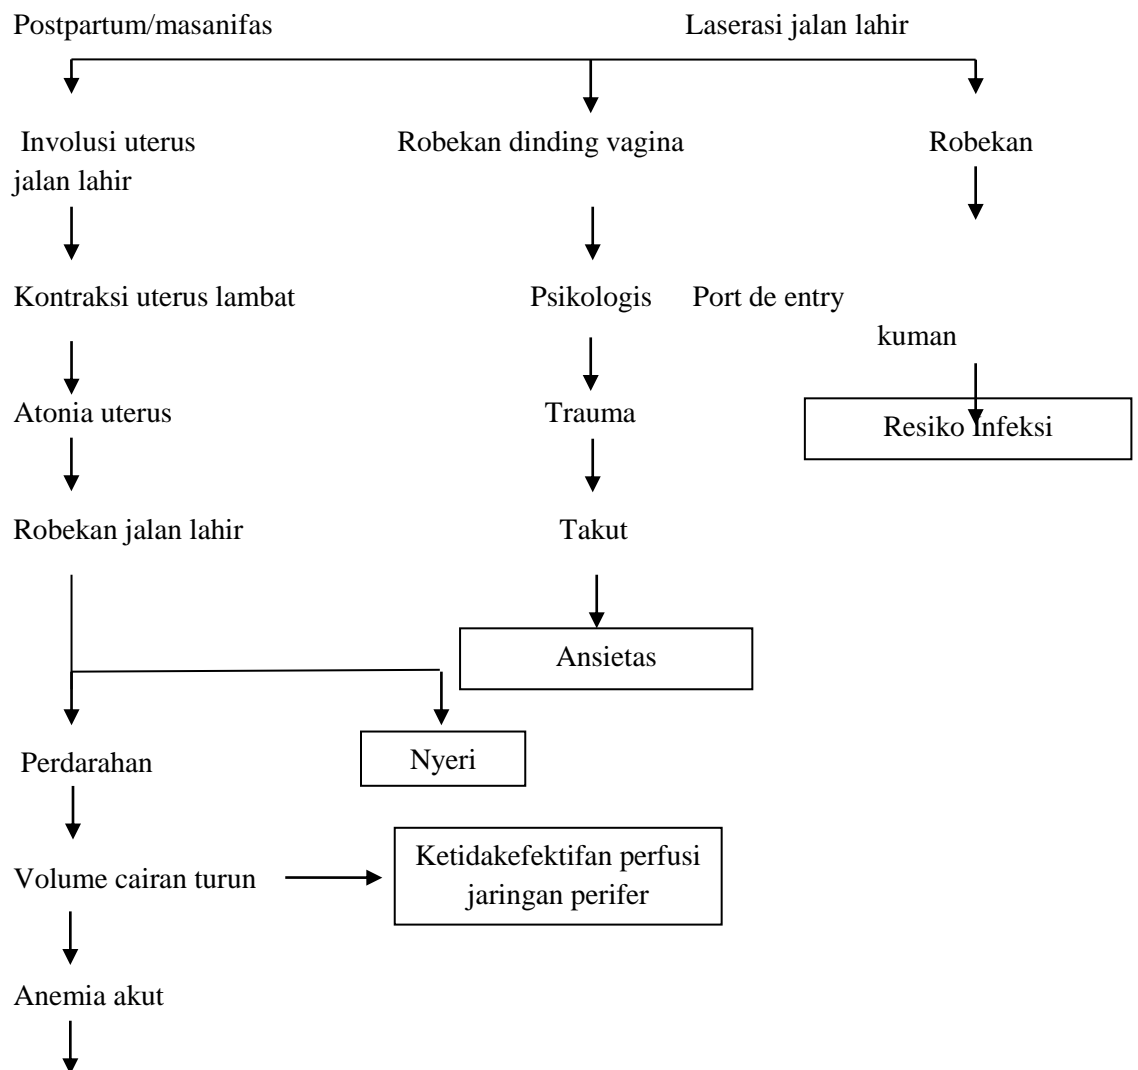 Postpartum/masanifas Laserasi jalan lahir
Involusi uterus Robekan dinding vagina Robekan
jalan lahir
Kontraksi uterus lambat Psikologis Port de entry
kuman
Atonia uterus Trauma Resiko Infeksi
Robekan jalan lahir Takut
Ansietas
Perdarahan Nyeri
Ketidakefektifan perfusi
Volume cairan turun
jaringan perifer
Anemia akut